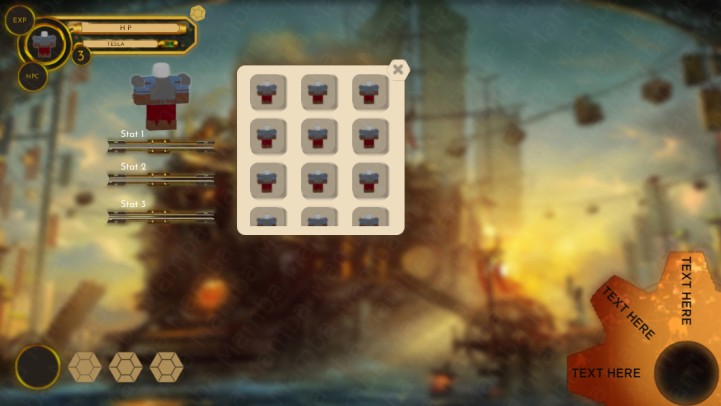 EXP
H.P
TESLA
3
NPC
Stat 1
Stat 2
Stat 3
TEXT HERE
TEXT HERE
TEXT HERE